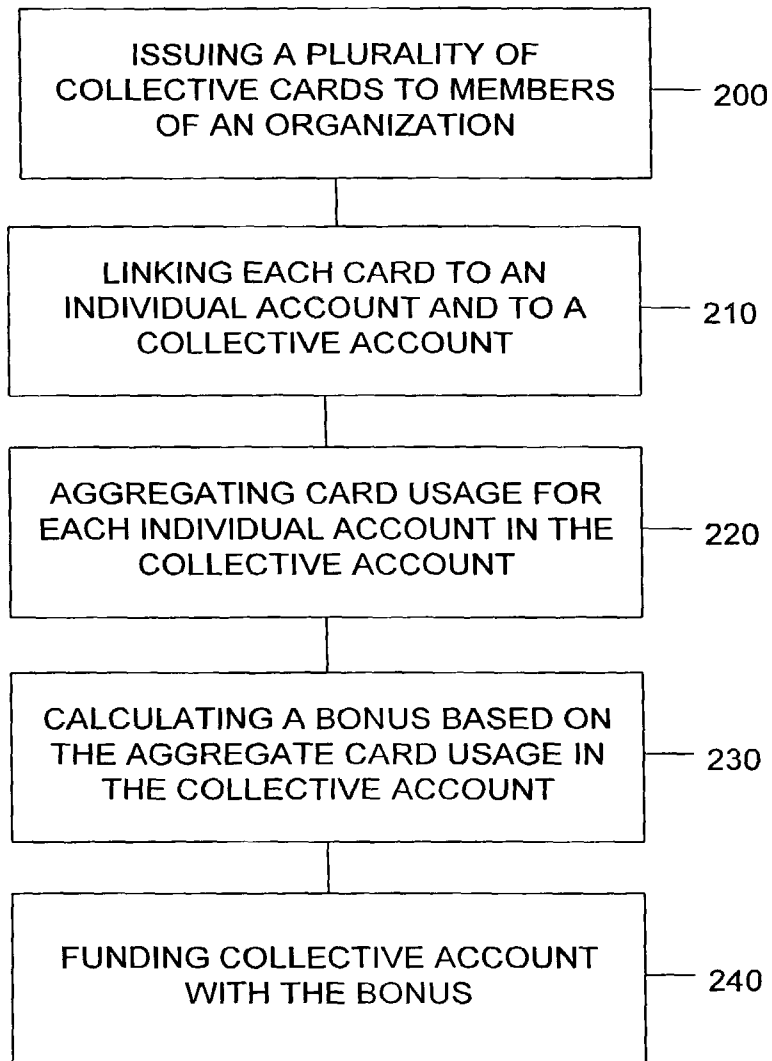 ISSUING A PLURALITY OF
COLLECTIVE CARDS TO MEMBERS
OF AN ORGANIZATION
200
LINKING EACH CARD TO AN
INDIVIDUAL ACCOUNT AND TO A
COLLECTIVE ACCOUNT
210
AGGREGATING CARD USAGE FOR
EACH INDIVIDUAL ACCOUNT IN THE
COLLECTIVE ACCOUNT
220
CALCULATING A BONUS BASED ON
THE AGGREGATE CARD USAGE IN
THE COLLECTIVE ACCOUNT
230
FUNDING COLLECTIVE ACCOUNT
WITH THE BONUS
240